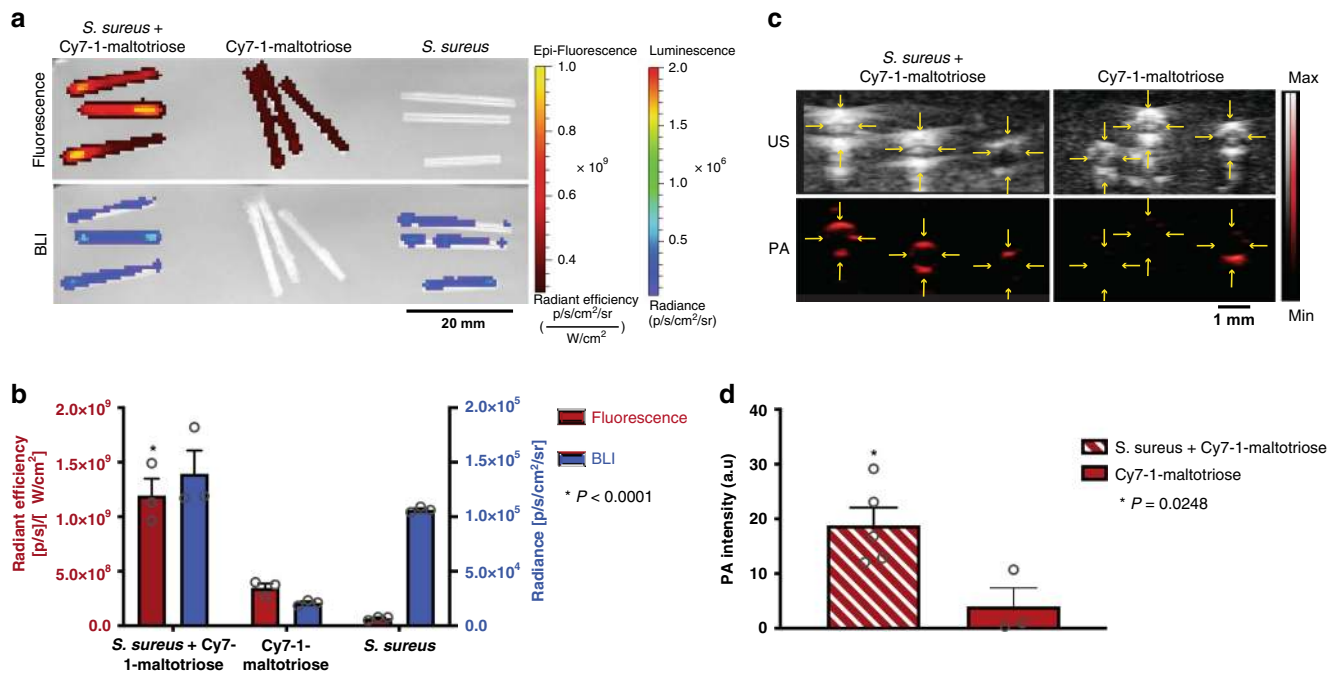 a
S. sureus +
Cy7-1-maltotriose
Cy7-1-maltotriose
S. sureus
Fluorescence
BLI
Epi-Fluorescence
1.0
0.8
× 10⁹
0.6
0.4
Radiant efficiency
( p/s/cm²/sr / W/cm² )
Luminescence
2.0
1.5
× 10⁶
1.0
0.5
Radiance
(p/s/cm²/sr)
20 mm
c
S. sureus +
Cy7-1-maltotriose
Cy7-1-maltotriose
US
PA
Max
Min
1 mm
b
Radiant efficiency
[p/s]/[ W/cm²]
2.0×10⁹
1.5×10⁹
1.0×10⁹
5.0×10⁸
0.0
*
2.0×10⁵
1.5×10⁵
1.0×10⁵
5.0×10⁴
0.0
Radiance [p/s/cm²/sr]
Fluorescence
BLI
* P < 0.0001
S. sureus + Cy7-
1-maltotriose
Cy7-1-
maltotriose
S. sureus
d
PA intensity (a.u)
40
30
20
10
0
*
S. sureus + Cy7-1-maltotriose
Cy7-1-maltotriose
* P = 0.0248